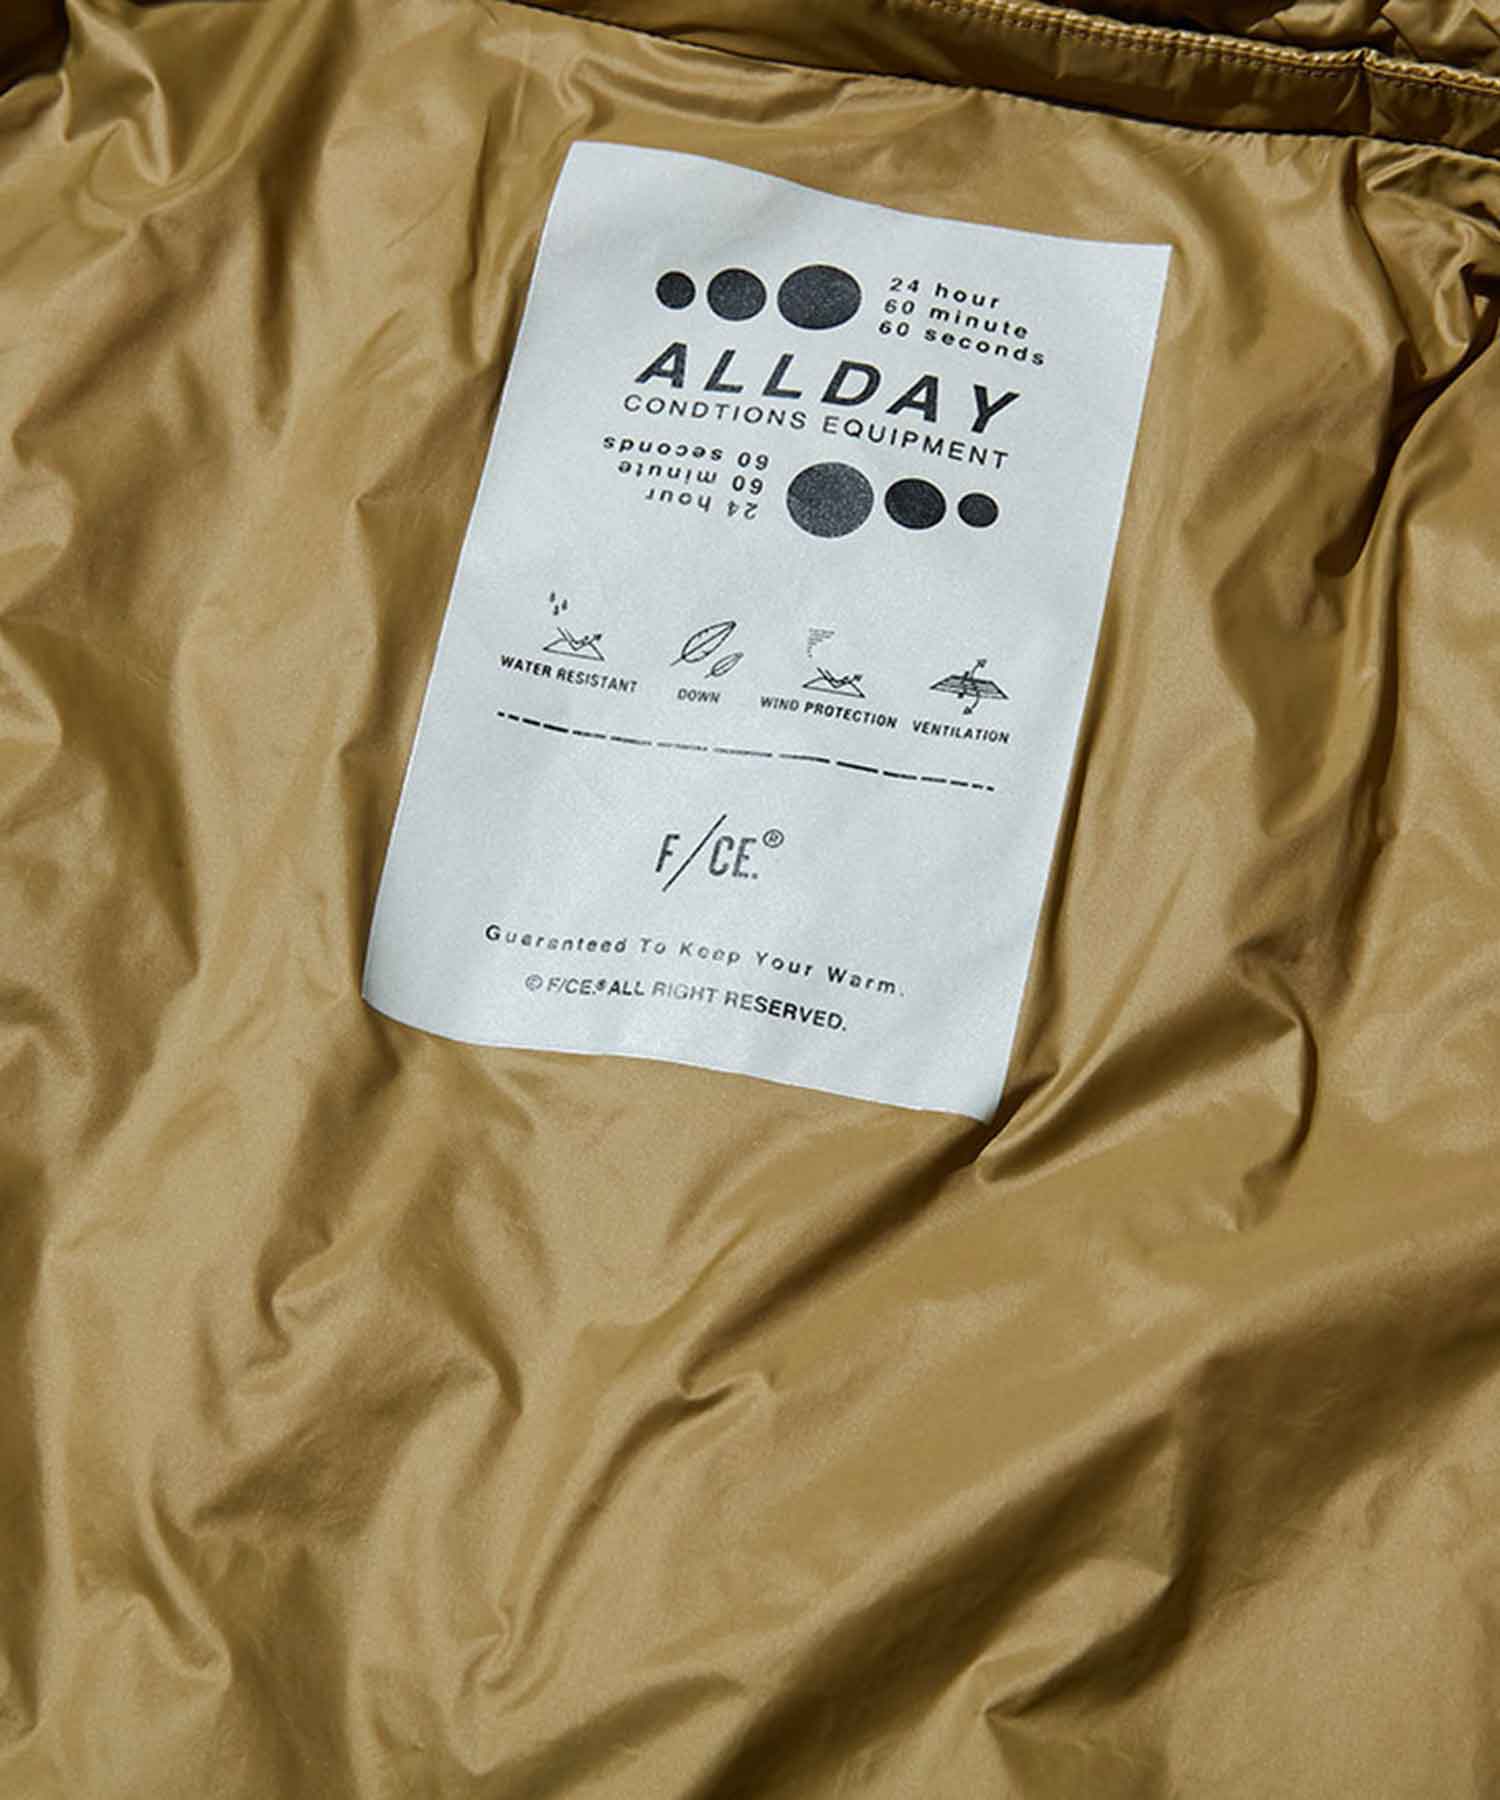 24 hour
60 minute
60 seconds
ALLDAY
CONDTIONS EQUIPMENT
24 hour
60 minute
60 seconds
WATER RESISTANT
DOWN
WIND PROTECTION
VENTILATION
F/CE.®
Guaranteed To Keep Your Warm.
© F/CE.® ALL RIGHT RESERVED.